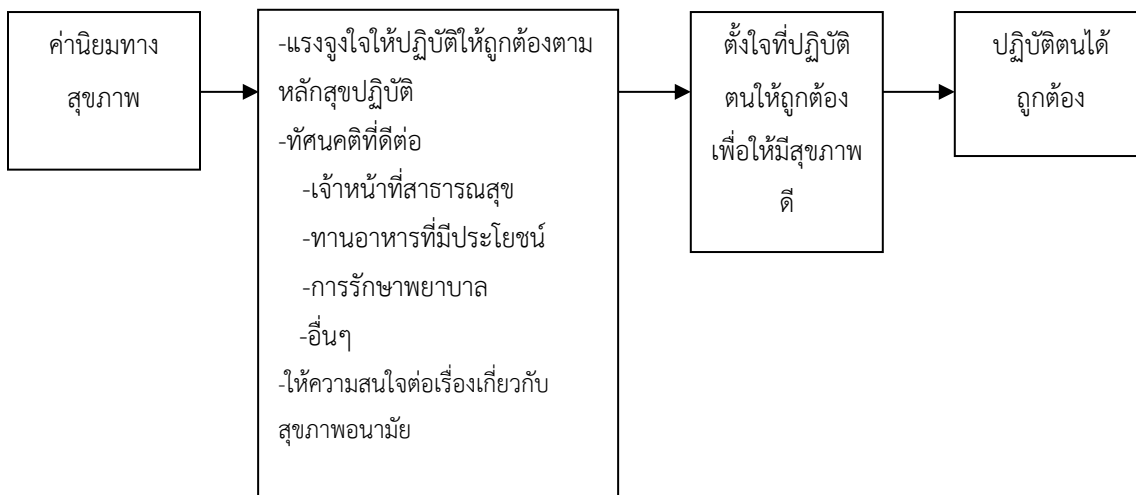 ค่านิยมทาง
สุขภาพ
-แรงจูงใจให้ปฏิบัติให้ถูกต้องตาม
หลักสุขปฏิบัติ
-ทัศนคติที่ดีต่อ
-เจ้าหน้าที่สาธารณสุข
-ทานอาหารที่มีประโยชน์
-การรักษาพยาบาล
-อื่นๆ
-ให้ความสนใจต่อเรื่องเกี่ยวกับ
สุขภาพอนามัย
ตั้งใจที่ปฏิบัติ
ตนให้ถูกต้อง
เพื่อให้มีสุขภาพ
ดี
ปฏิบัติตนได้
ถูกต้อง